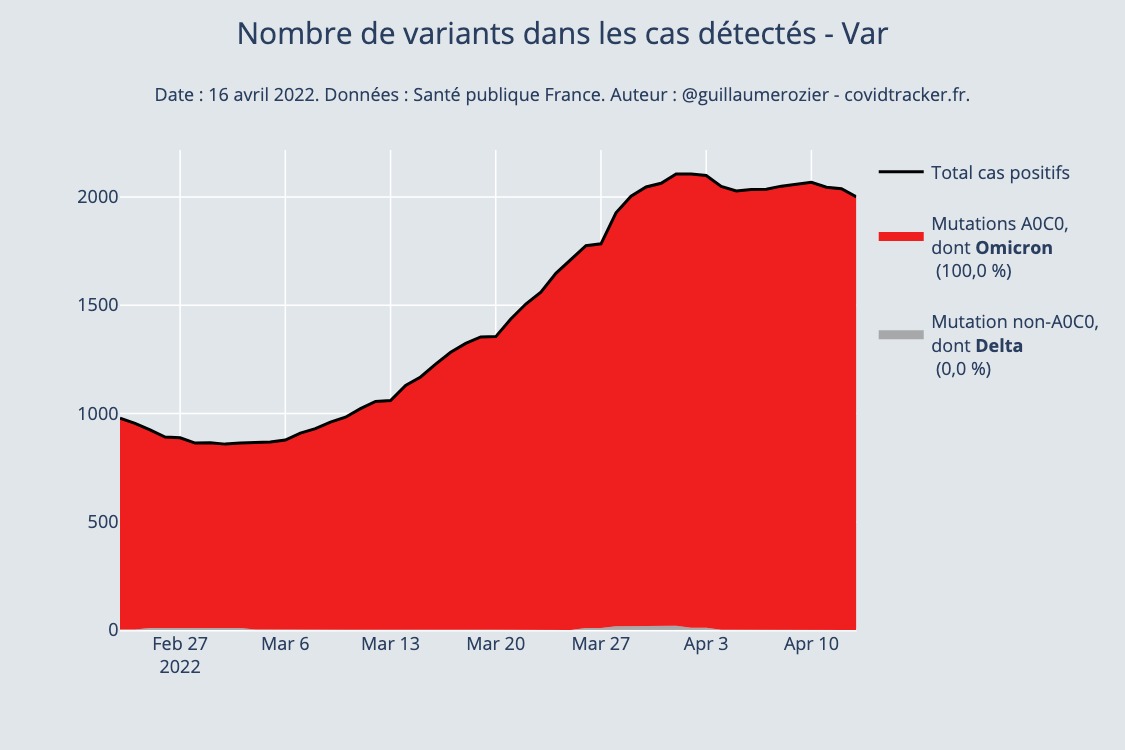 Nombre de variants dans les cas détectés - Var
Date : 16 avril 2022. Données : Santé publique France. Auteur : @guillaumerozier - covidtracker.fr.
2000
1500
1000
500
0
Feb 27
2022
Mar 6
Mar 13
Mar 20
Mar 27
Apr 3
Apr 10
Total cas positifs
Mutations A0C0,
dont Omicron
(100,0 %)
Mutation non-A0C0,
dont Delta
(0,0 %)